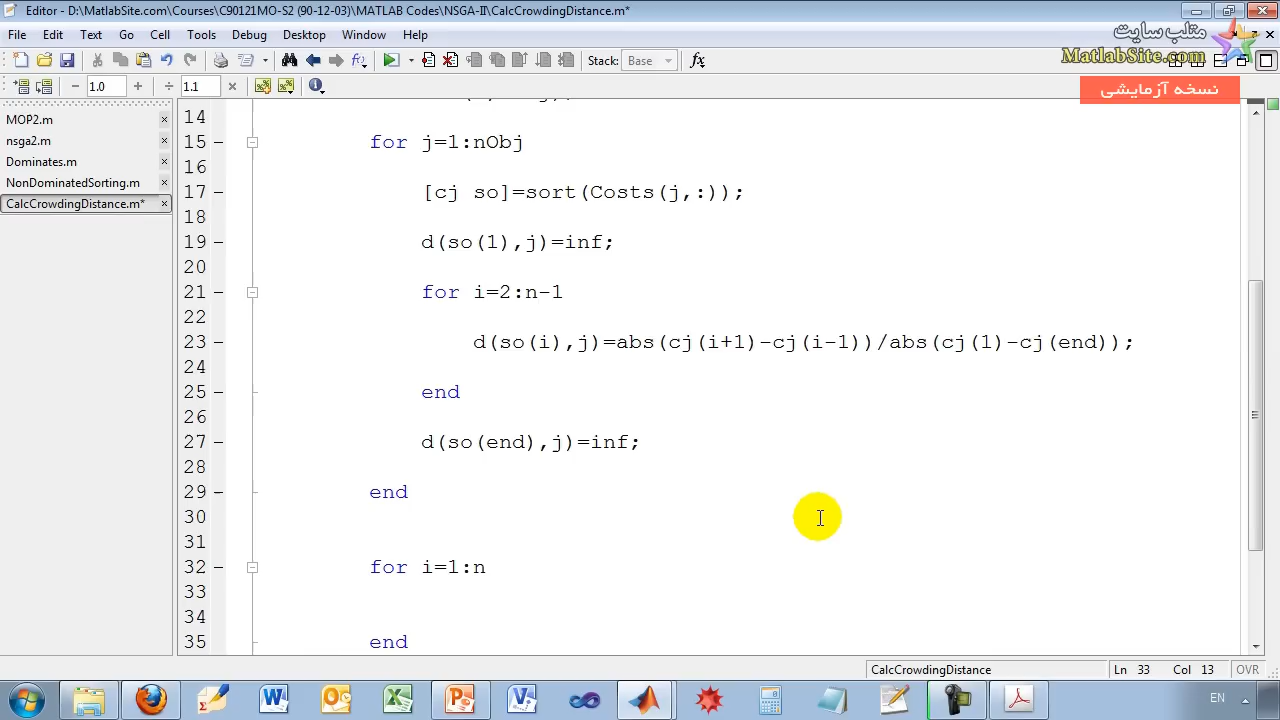 Editor - D:\MatlabSite.com\Courses\C90121MO-S2 (90-12-03)\MATLAB Codes\NSGA-II\CalcCrowdingDistance.m*
File Edit Text Go Cell Tools Debug Desktop Window Help
متلب سایت
MatlabSite.com
Stack: Base fx
− 1.0 + ÷ 1.1 ×
نسخه آزمایشی
MOP2.m
nsga2.m
Dominates.m
NonDominatedSorting.m
CalcCrowdingDistance.m*
14
15 for j=1:nObj
16
17 [cj so]=sort(Costs(j,:));
18
19 d(so(1),j)=inf;
20
21 for i=2:n-1
22
23 d(so(i),j)=abs(cj(i+1)-cj(i-1))/abs(cj(1)-cj(end));
24
25 end
26
27 d(so(end),j)=inf;
28
29 end
30
31
32 for i=1:n
33
34
35 end
CalcCrowdingDistance Ln 33 Col 13 OVR
EN